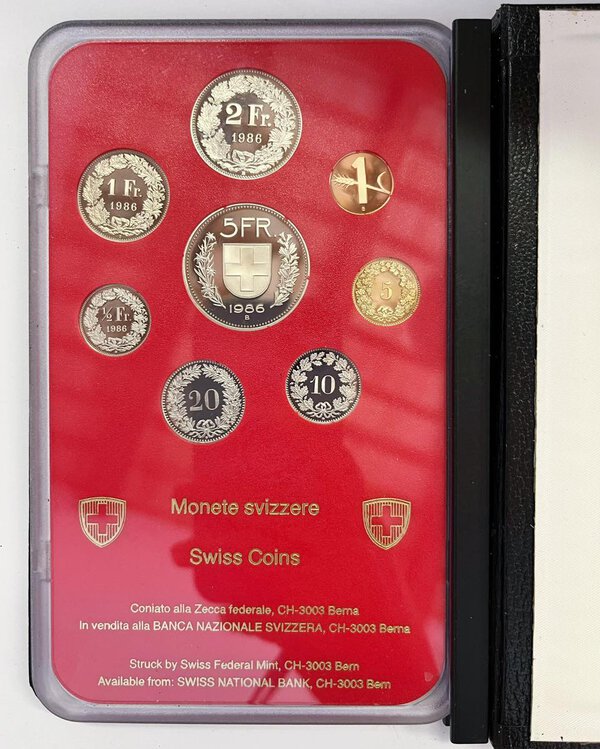 2 Fr.
1986
1 Fr.
1986
1
B
5 FR.
1986
B
5
½ Fr.
1986
20
10
Monete svizzere
Swiss Coins
Coniato alla Zecca federale, CH-3003 Berna
In vendita alla BANCA NAZIONALE SVIZZERA, CH-3003 Berna
Struck by Swiss Federal Mint, CH-3003 Bern
Available from: SWISS NATIONAL BANK, CH-3003 Bern